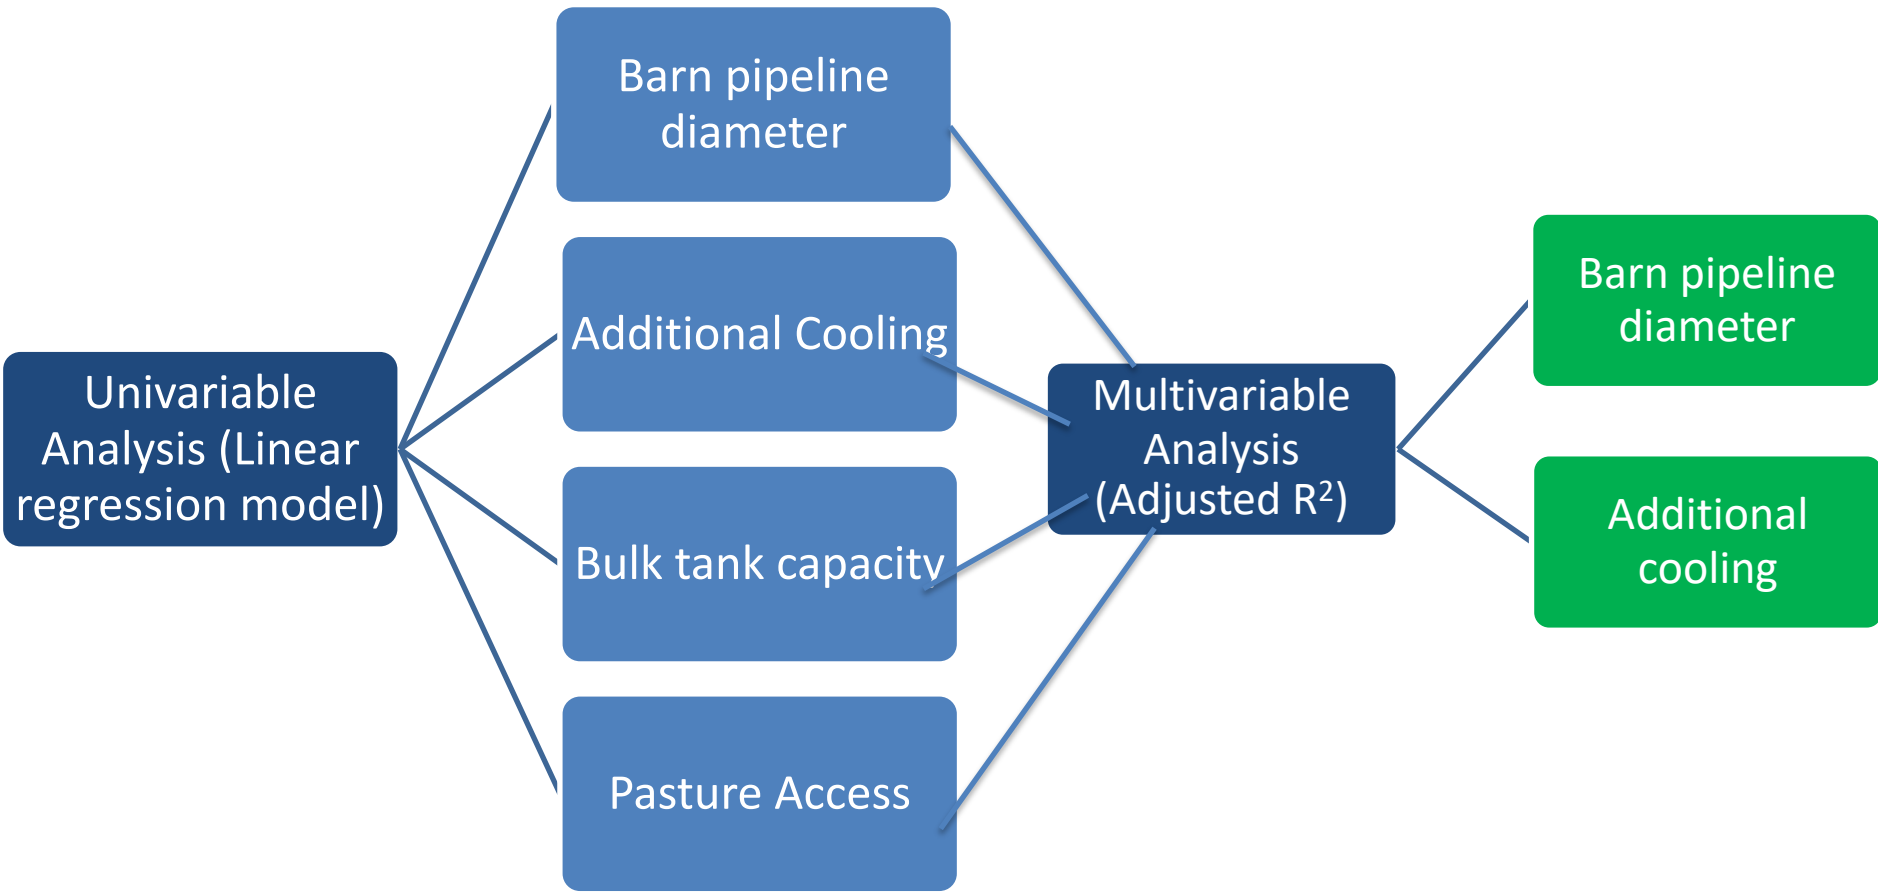 Univariable
Analysis (Linear
regression model)
Barn pipeline
diameter
Additional Cooling
Bulk tank capacity
Pasture Access
Multivariable
Analysis
(Adjusted R²)
Barn pipeline
diameter
Additional
cooling